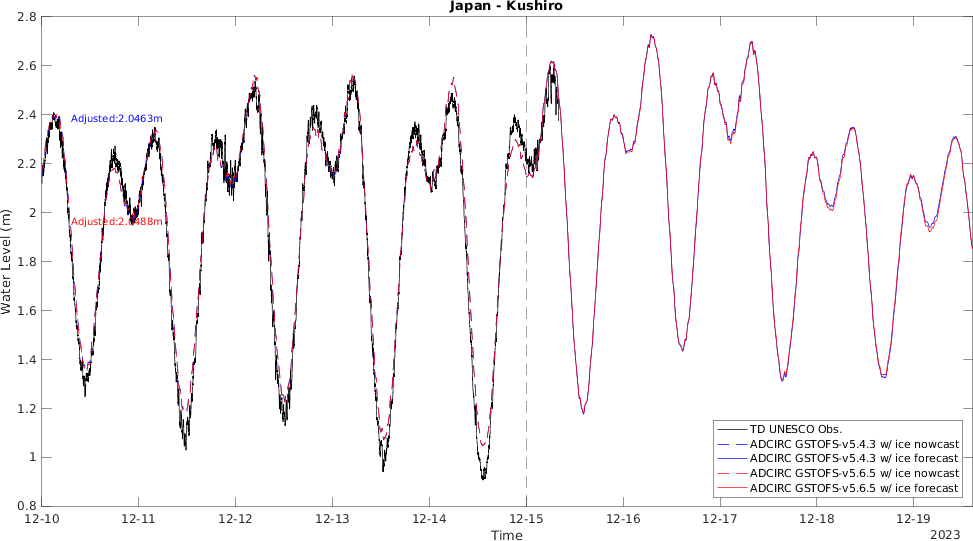 Japan - Kushiro
2.8
2.6
2.4
2.2
2
1.8
1.6
1.4
1.2
1
0.8
Water Level (m)
Adjusted:2.0463m
Adjusted:2.0488m
TD UNESCO Obs.
ADCIRC GSTOFS-v5.4.3 w/ ice nowcast
ADCIRC GSTOFS-v5.4.3 w/ ice forecast
ADCIRC GSTOFS-v5.6.5 w/ ice nowcast
ADCIRC GSTOFS-v5.6.5 w/ ice forecast
12-10 12-11 12-12 12-13 12-14 12-15 12-16 12-17 12-18 12-19
Time
2023